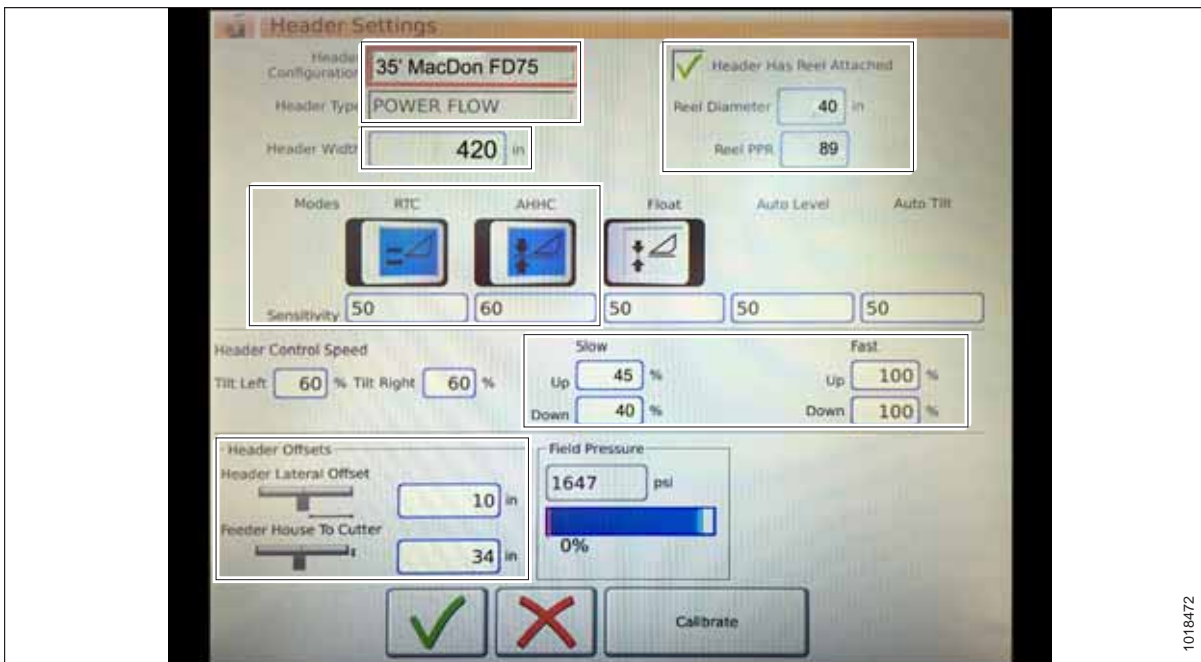 Header Settings
Header Configuration 35' MacDon FD75
Header Type POWER FLOW
Header Width 420 in
Header Has Reel Attached
Reel Diameter 40 in
Reel PPR 89
Modes RTC AHHC Float Auto Level Auto Tilt
Sensitivity 50 60 50 50 50
Header Control Speed
Tilt Left 60 % Tilt Right 60 %
Slow Fast
Up 45 % Up 100 %
Down 40 % Down 100 %
Header Offsets
Header Lateral Offset
10 in
Feeder House To Cutter
34 in
Field Pressure
1647 psi
0%
Calibrate
1018472